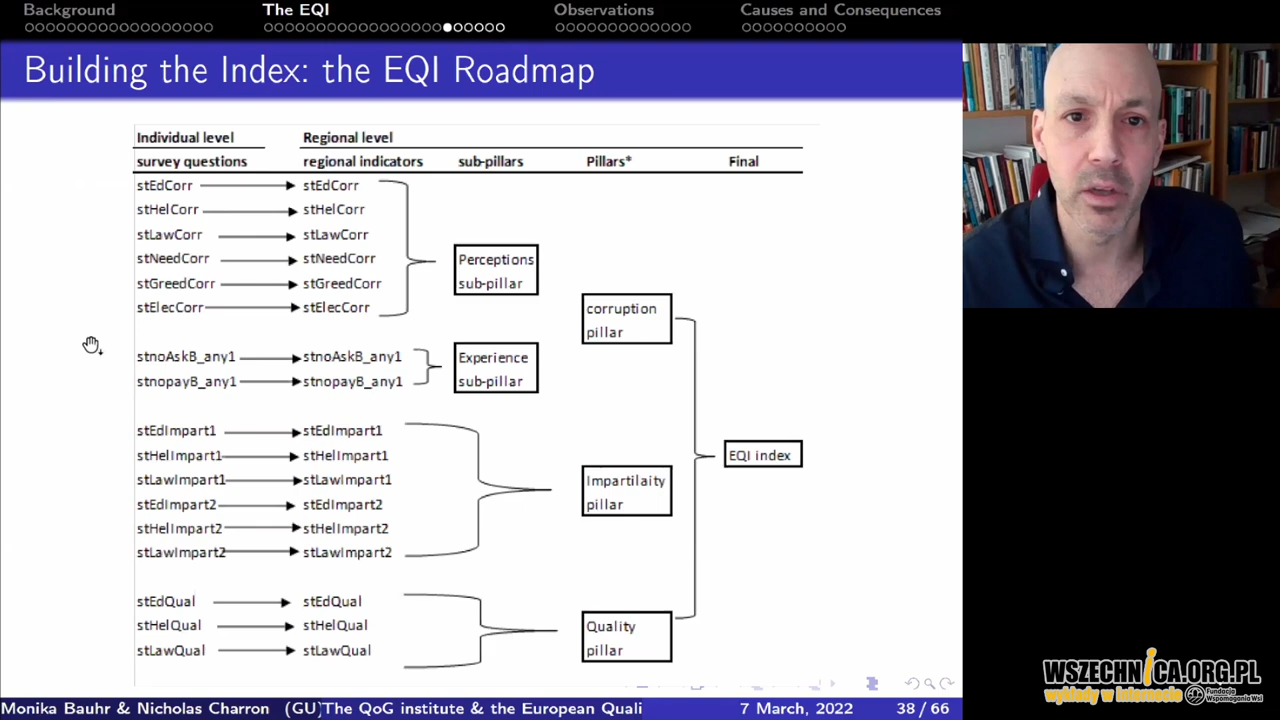 Background The EQI Observations Causes and Consequences
Building the Index: the EQI Roadmap
Individual level Regional level
survey questions regional indicators sub-pillars Pillars* Final
stEdCorr stEdCorr
stHelCorr stHelCorr
stLawCorr stLawCorr
stNeedCorr stNeedCorr
stGreedCorr stGreedCorr
stElecCorr stElecCorr
Perceptions
sub-pillar
corruption
pillar
stnoAskB_any1 stnoAskB_any1
stnopayB_any1 stnopayB_any1
Experience
sub-pillar
stEdImpart1 stEdImpart1
stHelImpart1 stHelImpart1
stLawImpart1 stLawImpart1
stEdImpart2 stEdImpart2
stHelImpart2 stHelImpart2
stLawImpart2 stLawImpart2
Impartilaity
pillar
EQI index
stEdQual stEdQual
stHelQual stHelQual
stLawQual stLawQual
Quality
pillar
WSZECHNICA.ORG.PL
wykłady w internecie
Fundacja
Wspomagania Wsi
Monika Bauhr & Nicholas Charron (GU) The QoG institute & the European Quali 7 March, 2022 38 / 66